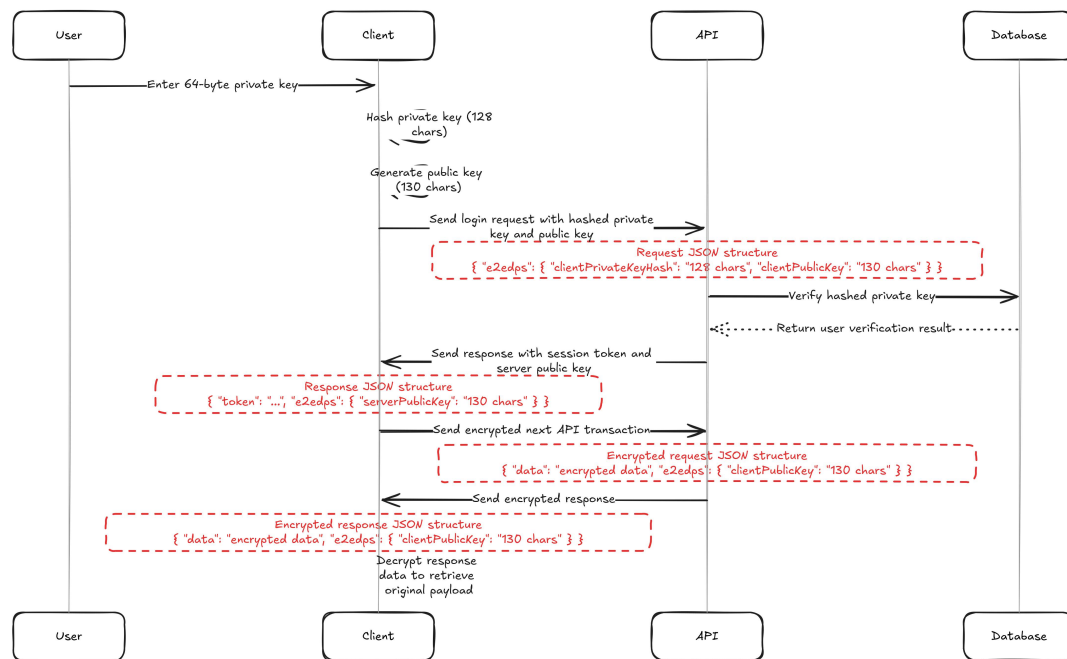 User
Client
API
Database
Enter 64-byte private key
Hash private key (128
chars)
Generate public key
(130 chars)
Send login request with hashed private
key and public key
Request JSON structure
{ "e2edps": { "clientPrivateKeyHash": "128 chars", "clientPublicKey": "130 chars" } }
Verify hashed private key
Return user verification result
Send response with session token and
server public key
Response JSON structure
{ "token": "...", "e2edps": { "serverPublicKey": "130 chars" } }
Send encrypted next API transaction
Encrypted request JSON structure
{ "data": "encrypted data", "e2edps": { "clientPublicKey": "130 chars" } }
Send encrypted response
Encrypted response JSON structure
{ "data": "encrypted data", "e2edps": { "clientPublicKey": "130 chars" } }
Decrypt response
data to retrieve
original payload
User
Client
API
Database